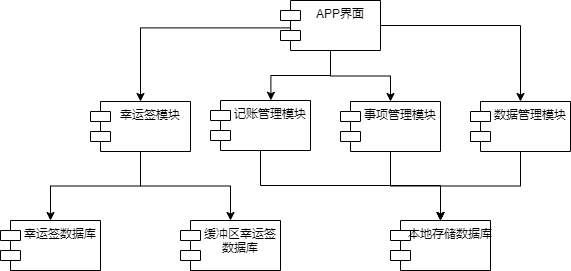 APP界面
幸运签模块
记账管理模块
事项管理模块
数据管理模块
幸运签数据库
缓冲区幸运签
数据库
本地存储数据库